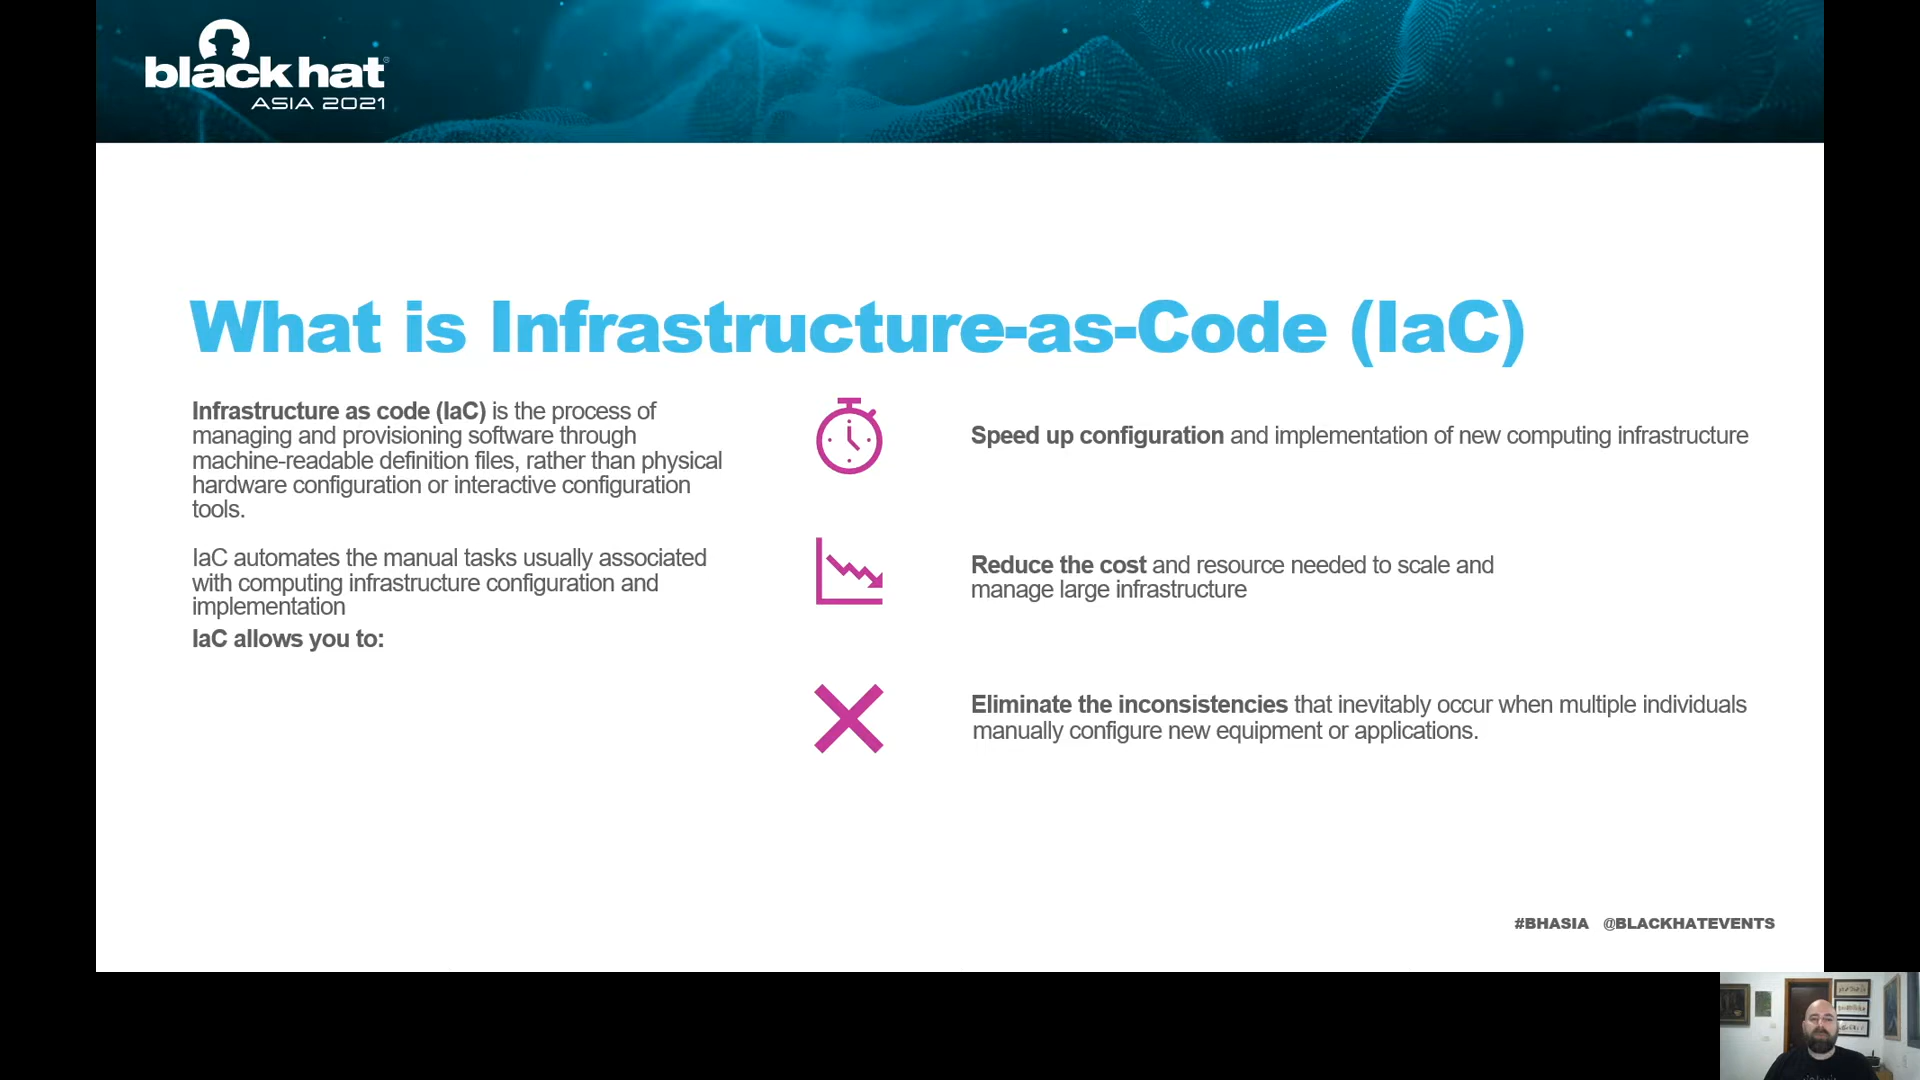 black hat
ASIA 2021
What is Infrastructure-as-Code (IaC)
Infrastructure as code (IaC) is the process of
managing and provisioning software through
machine-readable definition files, rather than physical
hardware configuration or interactive configuration
tools.
IaC automates the manual tasks usually associated
with computing infrastructure configuration and
implementation
IaC allows you to:
Speed up configuration and implementation of new computing infrastructure
Reduce the cost and resource needed to scale and
manage large infrastructure
Eliminate the inconsistencies that inevitably occur when multiple individuals
manually configure new equipment or applications.
#BHASIA @BLACKHATEVENTS